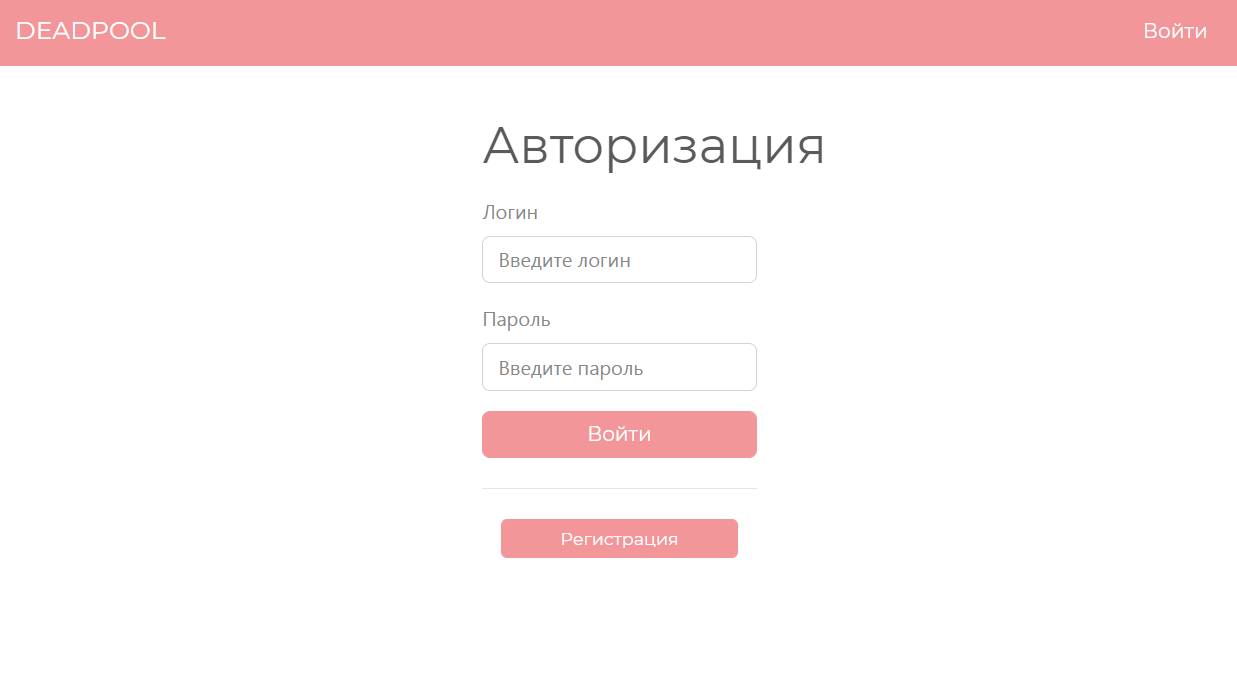 DEADPOOL
Войти
Авторизация
Логин
Введите логин
Пароль
Введите пароль
Войти
Регистрация